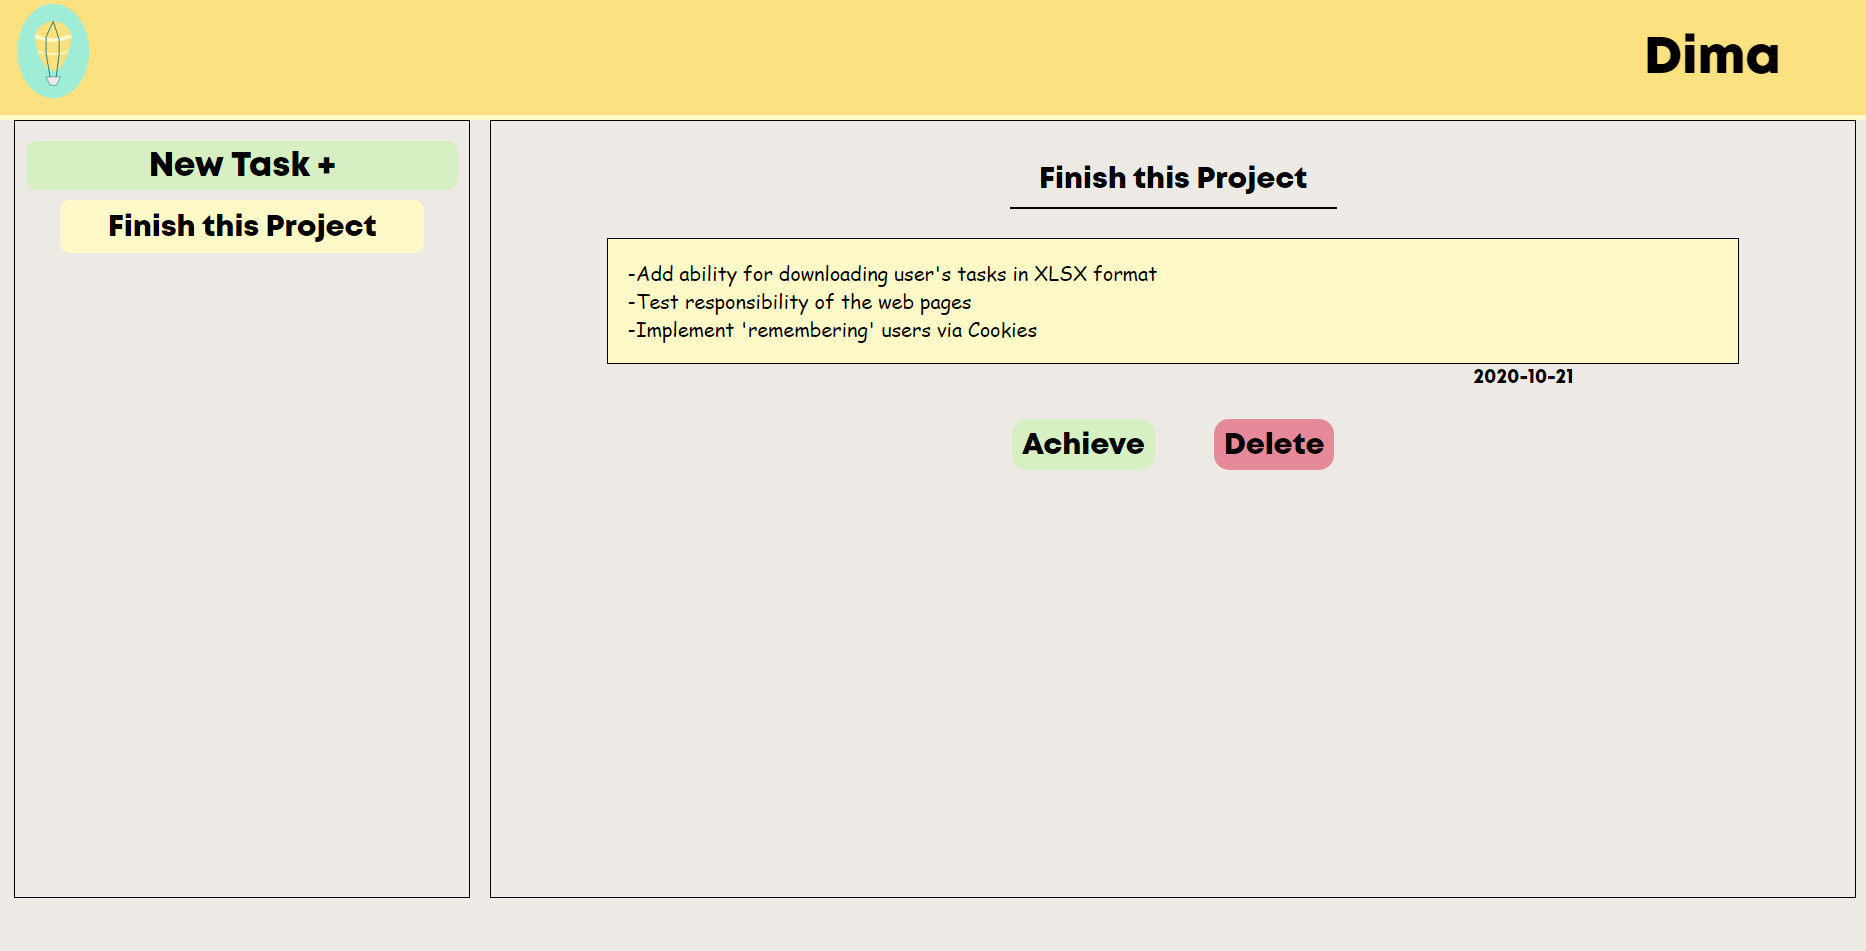 Dima
New Task +
Finish this Project
Finish this Project
-Add ability for downloading user's tasks in XLSX format
-Test responsibility of the web pages
-Implement 'remembering' users via Cookies
2020-10-21
Achieve
Delete